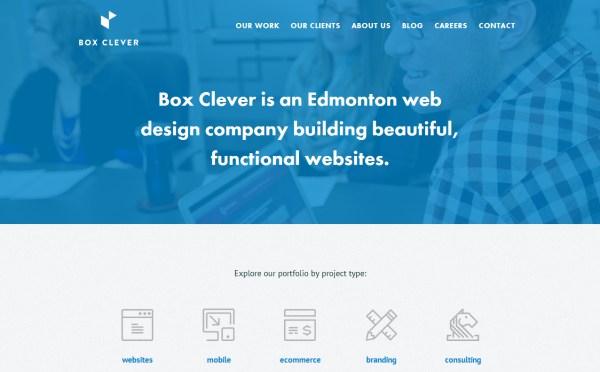 BOX CLEVER
OUR WORK OUR CLIENTS ABOUT US BLOG CAREERS CONTACT
Box Clever is an Edmonton web
design company building beautiful,
functional websites.
Explore our portfolio by project type:
websites mobile ecommerce branding consulting